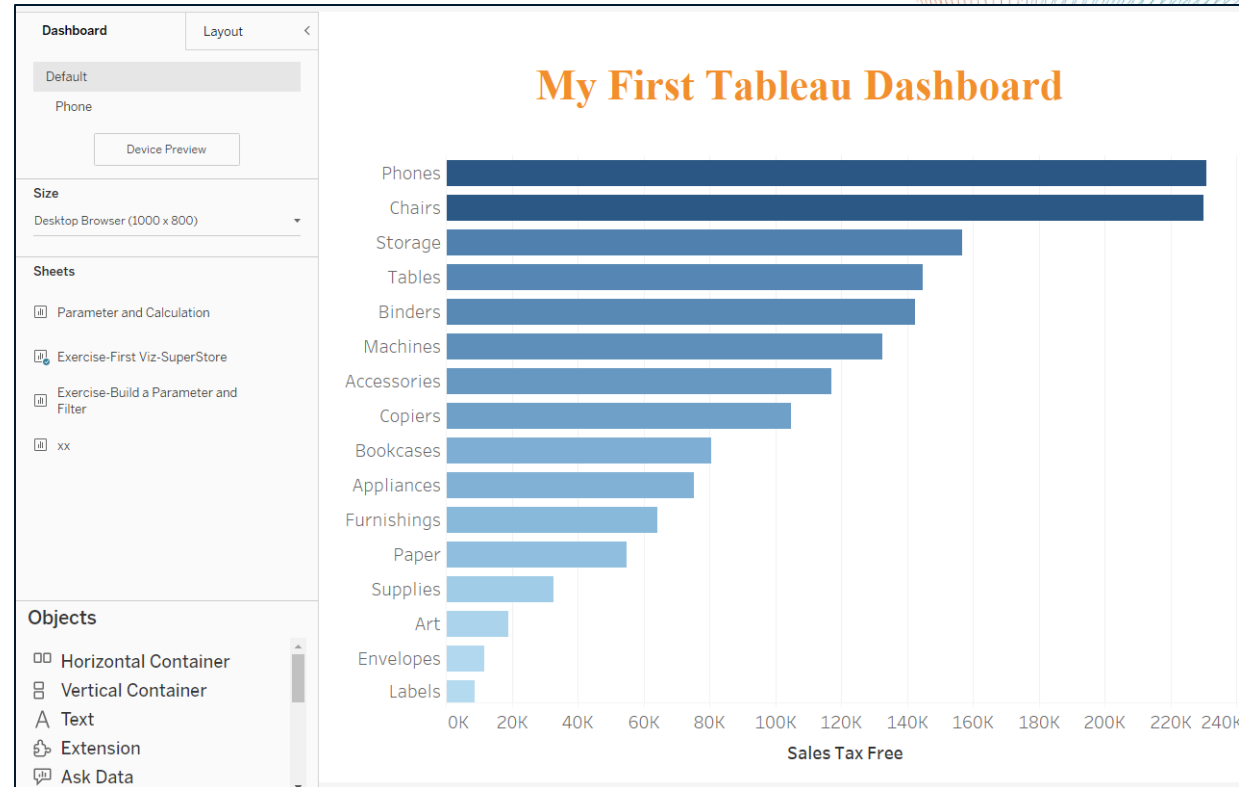 Dashboard
Layout
Default
Phone
Device Preview
Size
Desktop Browser (1000 x 800)
Sheets
Parameter and Calculation
Exercise-First Viz-SuperStore
Exercise-Build a Parameter and
Filter
xx
Objects
Horizontal Container
Vertical Container
Text
Extension
Ask Data
My First Tableau Dashboard
Phones
Chairs
Storage
Tables
Binders
Machines
Accessories
Copiers
Bookcases
Appliances
Furnishings
Paper
Supplies
Art
Envelopes
Labels
0K 20K 40K 60K 80K 100K 120K 140K 160K 180K 200K 220K 240K
Sales Tax Free